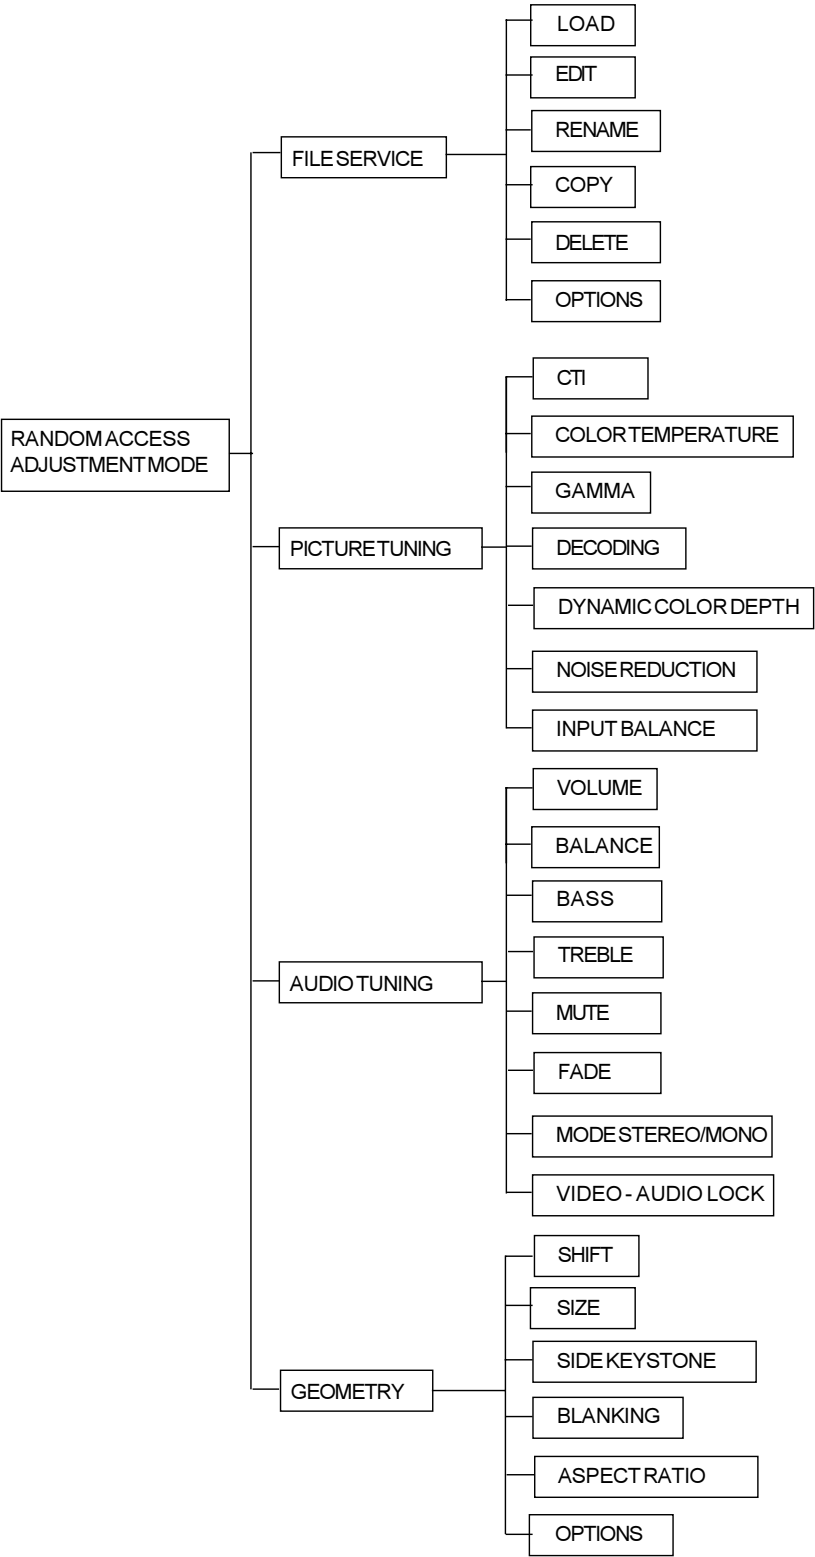 RANDOM ACCESS
ADJUSTMENT MODE
FILE SERVICE
LOAD
EDIT
RENAME
COPY
DELETE
OPTIONS
PICTURE TUNING
CTI
COLOR TEMPERATURE
GAMMA
DECODING
DYNAMIC COLOR DEPTH
NOISE REDUCTION
INPUT BALANCE
AUDIO TUNING
VOLUME
BALANCE
BASS
TREBLE
MUTE
FADE
MODE STEREO/MONO
VIDEO - AUDIO LOCK
GEOMETRY
SHIFT
SIZE
SIDE KEYSTONE
BLANKING
ASPECT RATIO
OPTIONS